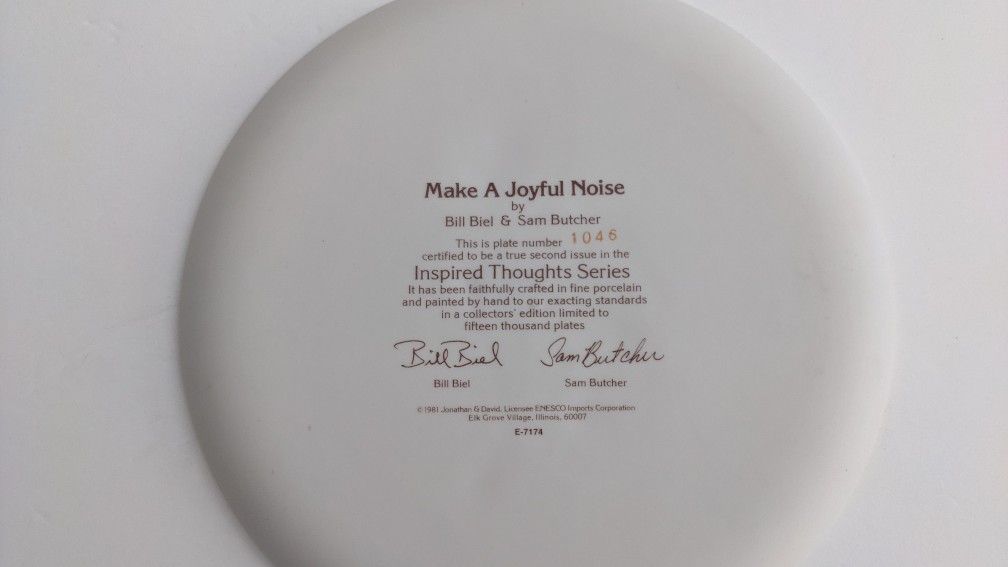 Make A Joyful Noise
by
Bill Biel & Sam Butcher
This is plate number 1046
certified to be a true second issue in the
Inspired Thoughts Series
It has been faithfully crafted in fine porcelain
and painted by hand to our exacting standards
in a collectors' edition limited to
fifteen thousand plates
Bill Biel Sam Butcher
Bill Biel Sam Butcher
© 1981 Jonathan & David, Licensee ENESCO Imports Corporation
Elk Grove Village, Illinois, 60007
E-7174